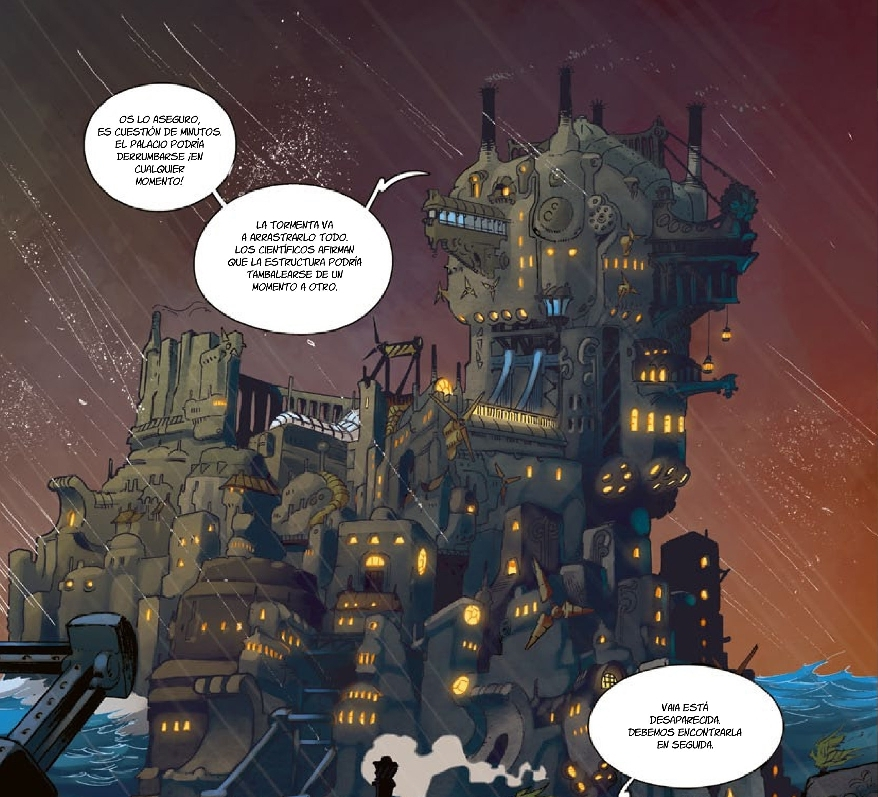 OS LO ASEGURO,
ES CUESTIÓN DE MINUTOS.
EL PALACIO PODRÍA
DERRUMBARSE ¡EN
CUALQUIER
MOMENTO!
LA TORMENTA VA
A ARRASTRARLO TODO.
LOS CIENTÍFICOS AFIRMAN
QUE LA ESTRUCTURA PODRÍA
TAMBALEARSE DE UN
MOMENTO A OTRO.
VAIA ESTÁ
DESAPARECIDA.
DEBEMOS ENCONTRARLA
EN SEGUIDA.